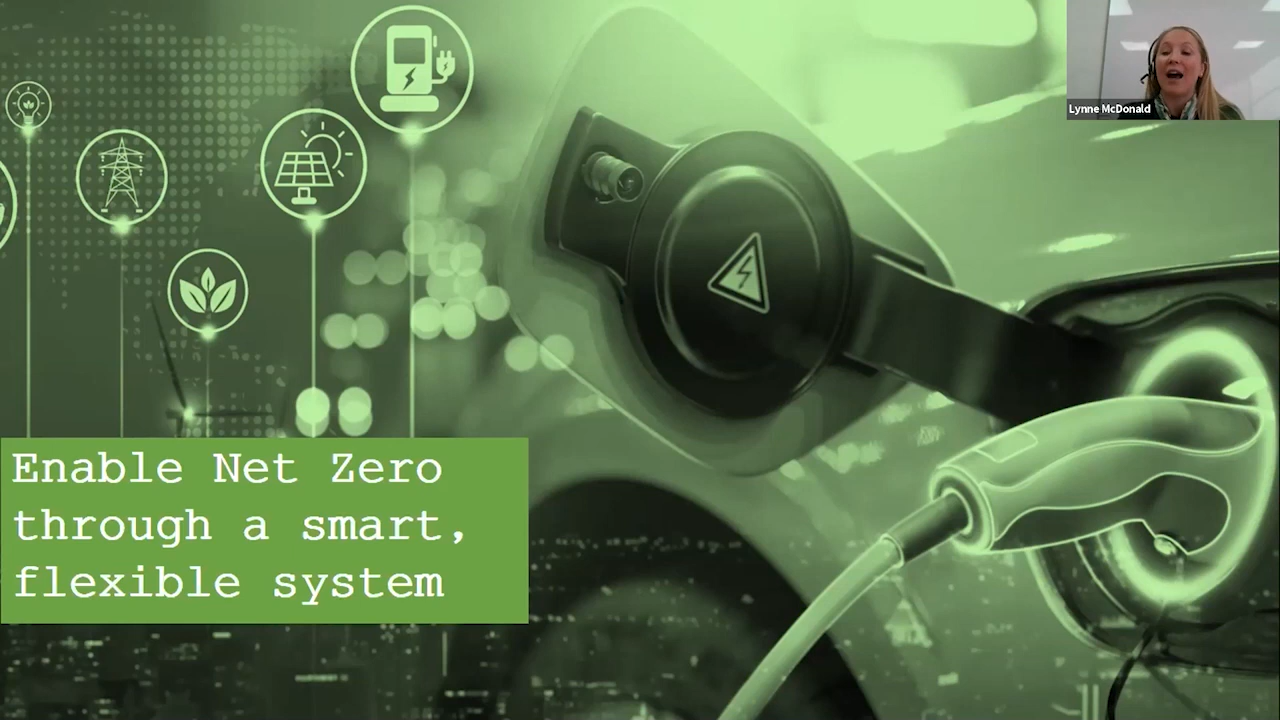 Lynne McDonald
Enable Net Zero
through a smart,
flexible system